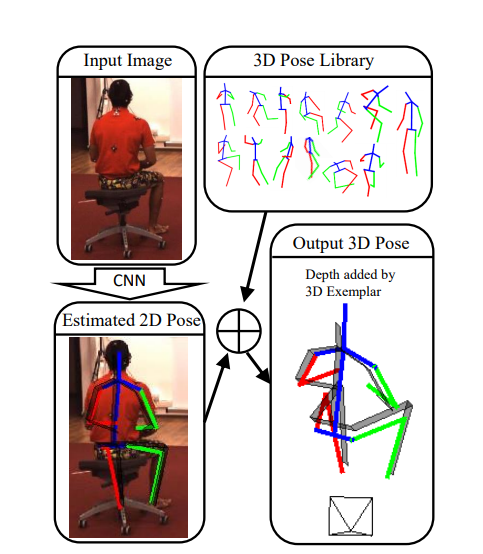 Input Image
3D Pose Library
CNN
Estimated 2D Pose
Output 3D Pose
Depth added by
3D Exemplar